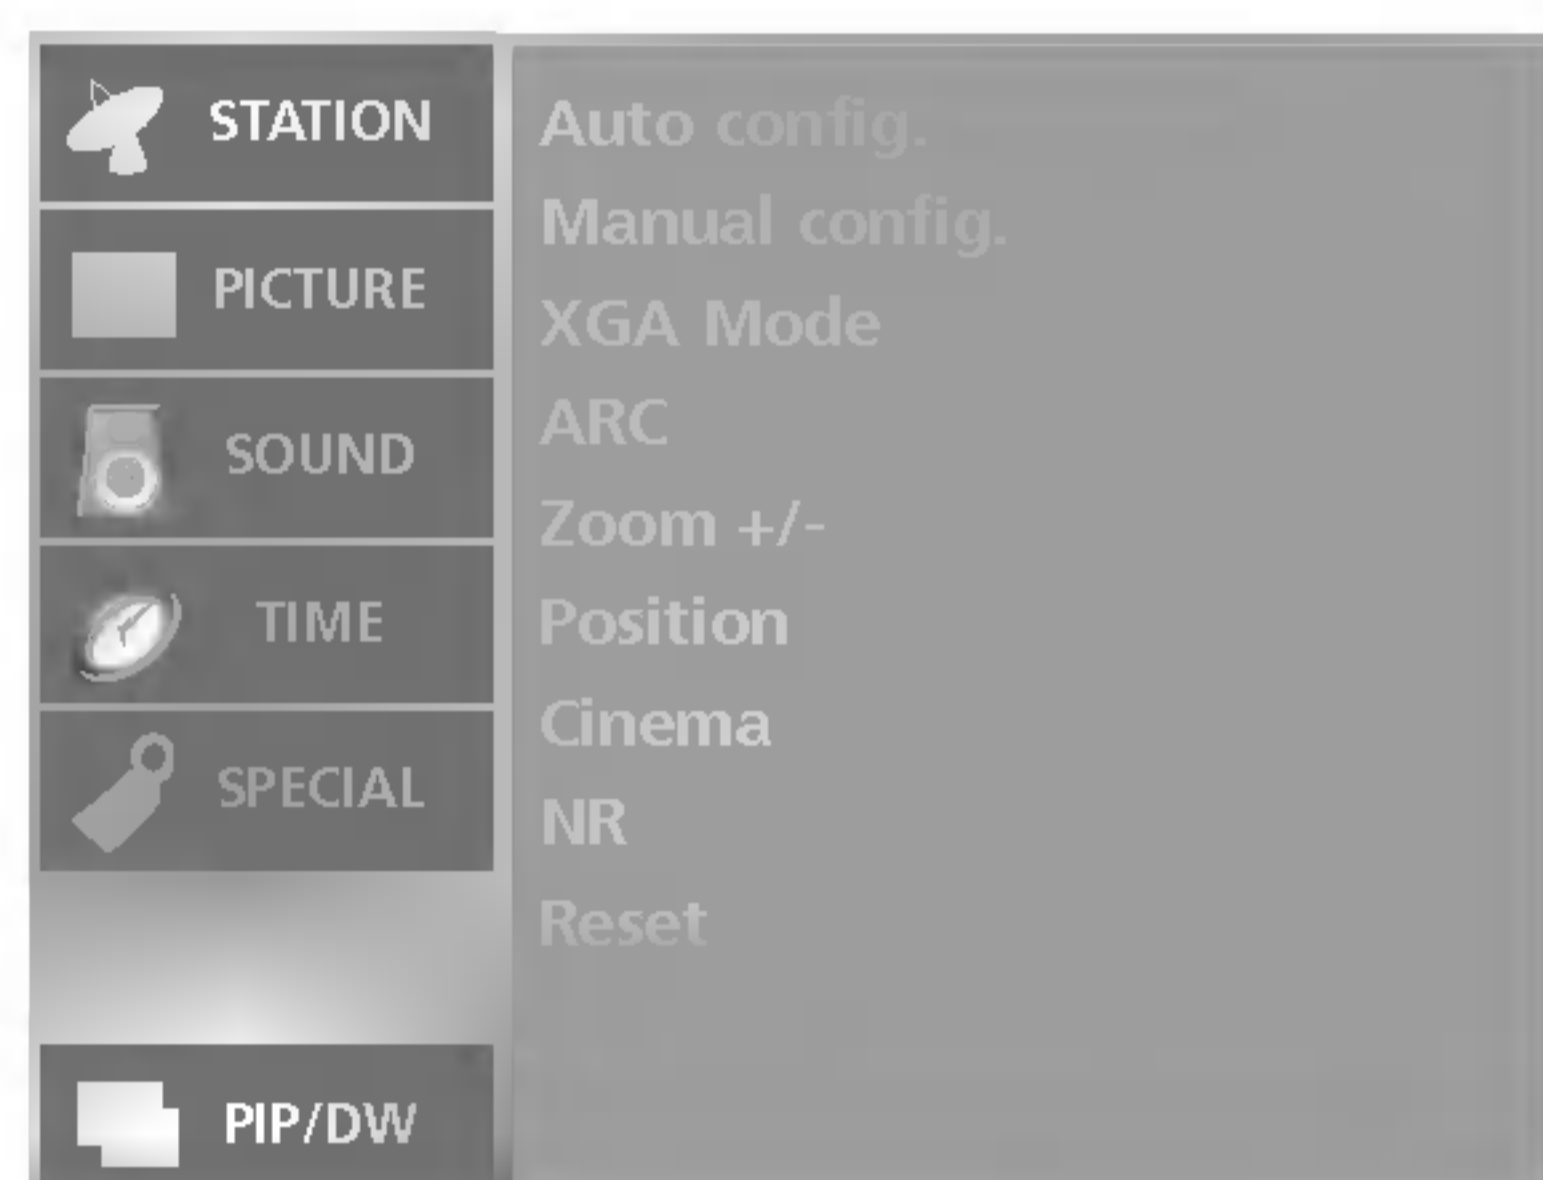 STATION
PICTURE
SOUND
TIME
SPECIAL
PIP/DW
Auto config.
Manual config.
XGA Mode
ARC
Zoom +/-
Position
Cinema
NR
Reset